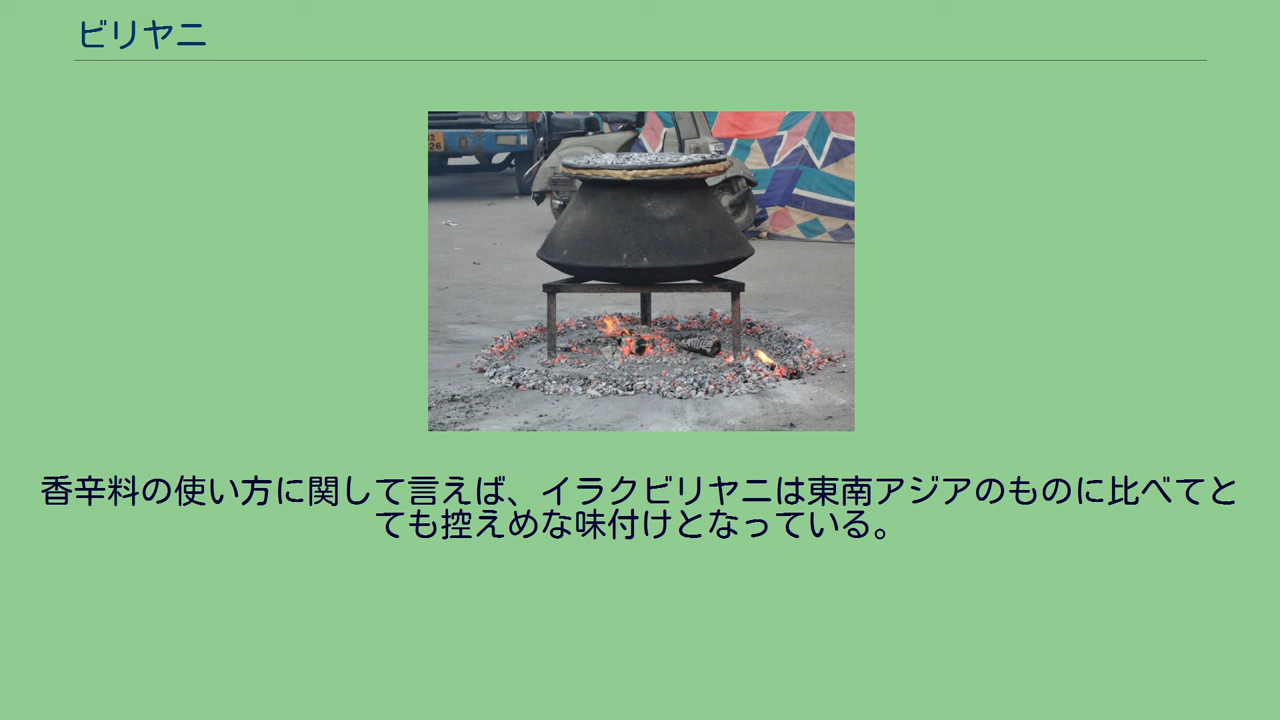 ビリヤニ
26
香辛料の使い方に関して言えば、イラクビリヤニは東南アジアのものに比べてと
ても控えめな味付けとなっている。